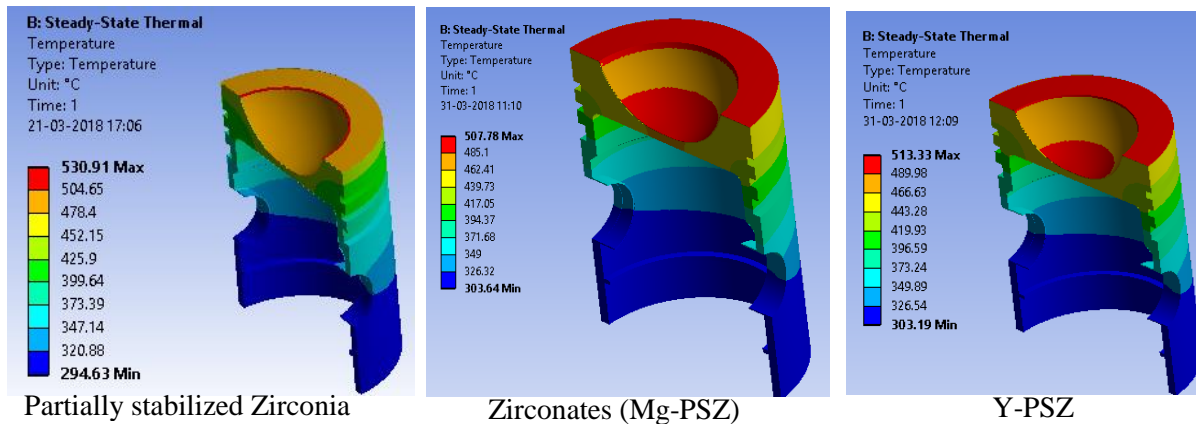 B: Steady-State Thermal
Temperature
Type: Temperature
Unit: °C
Time: 1
21-03-2018 17:06
530.91 Max
504.65
478.4
452.15
425.9
399.64
373.39
347.14
320.88
294.63 Min
Partially stabilized Zirconia
B: Steady-State Thermal
Temperature
Type: Temperature
Unit: °C
Time: 1
31-03-2018 11:10
507.78 Max
485.1
462.41
439.73
417.05
394.37
371.68
349
326.32
303.64 Min
Zirconates (Mg-PSZ)
B: Steady-State Thermal
Temperature
Type: Temperature
Unit: °C
Time: 1
31-03-2018 12:09
513.33 Max
489.98
466.63
443.28
419.93
396.59
373.24
349.89
326.54
303.19 Min
Y-PSZ